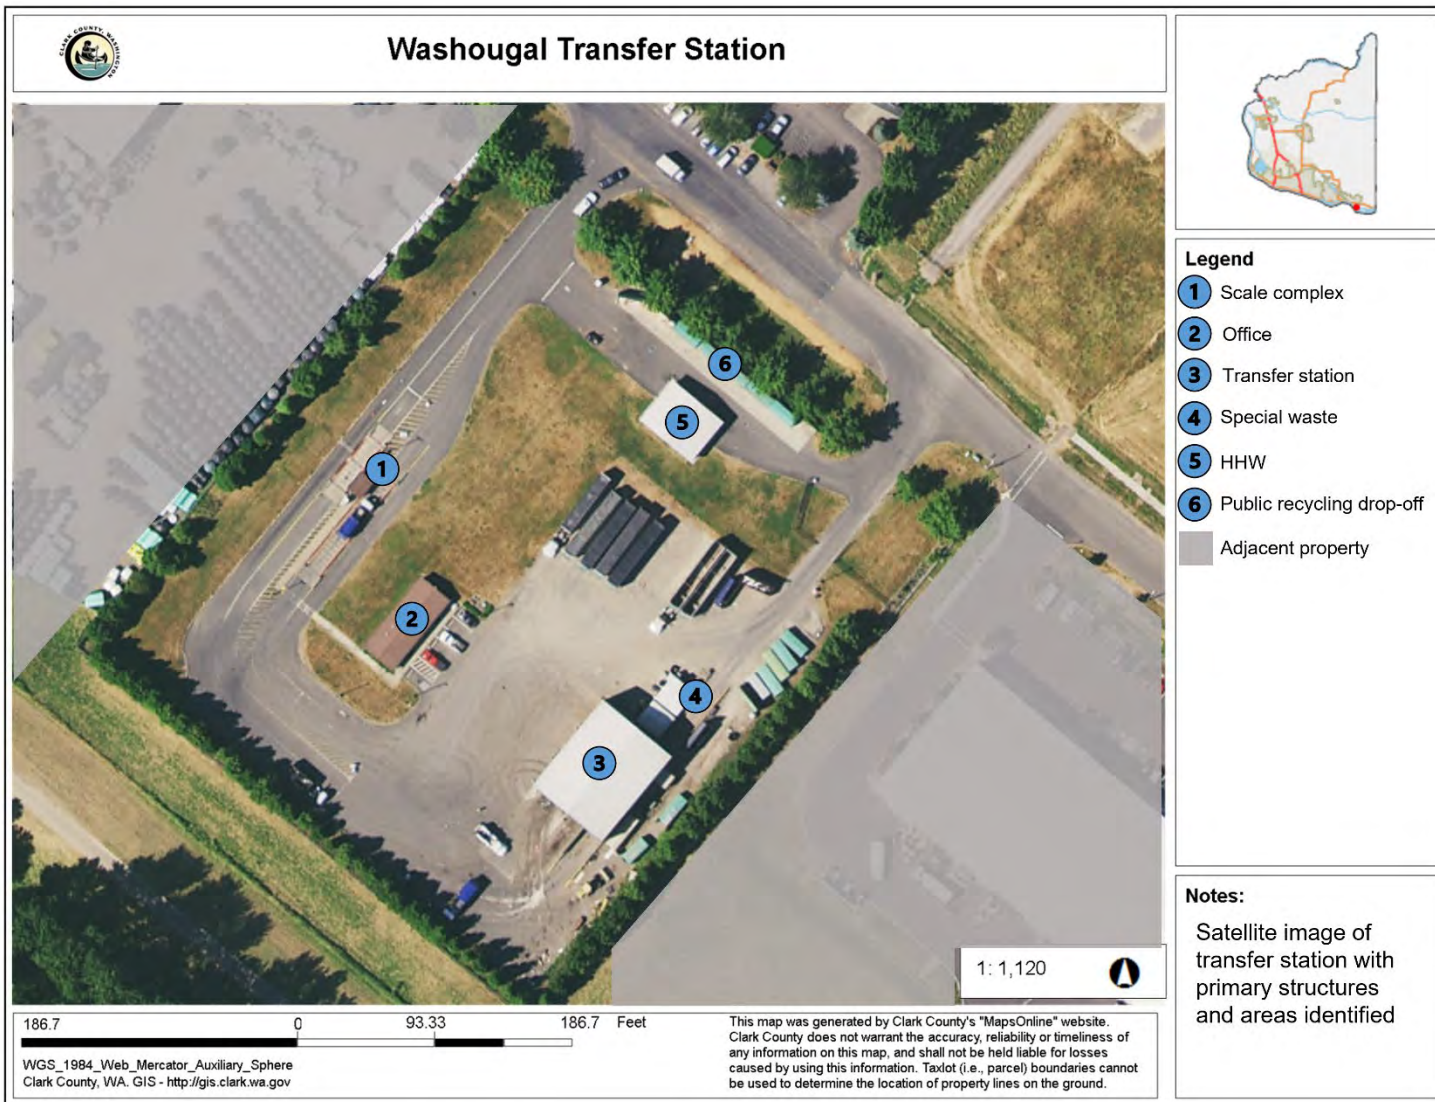 CLARK COUNTY, WASHINGTON
Washougal Transfer Station
6
5
1
2
4
3
1: 1,120
Legend
1 Scale complex
2 Office
3 Transfer station
4 Special waste
5 HHW
6 Public recycling drop-off
Adjacent property
Notes:
Satellite image of
transfer station with
primary structures
and areas identified
186.7 0 93.33 186.7 Feet
WGS_1984_Web_Mercator_Auxiliary_Sphere
Clark County, WA. GIS - http://gis.clark.wa.gov
This map was generated by Clark County's "MapsOnline" website.
Clark County does not warrant the accuracy, reliability or timeliness of
any information on this map, and shall not be held liable for losses
caused by using this information. Taxlot (i.e., parcel) boundaries cannot
be used to determine the location of property lines on the ground.